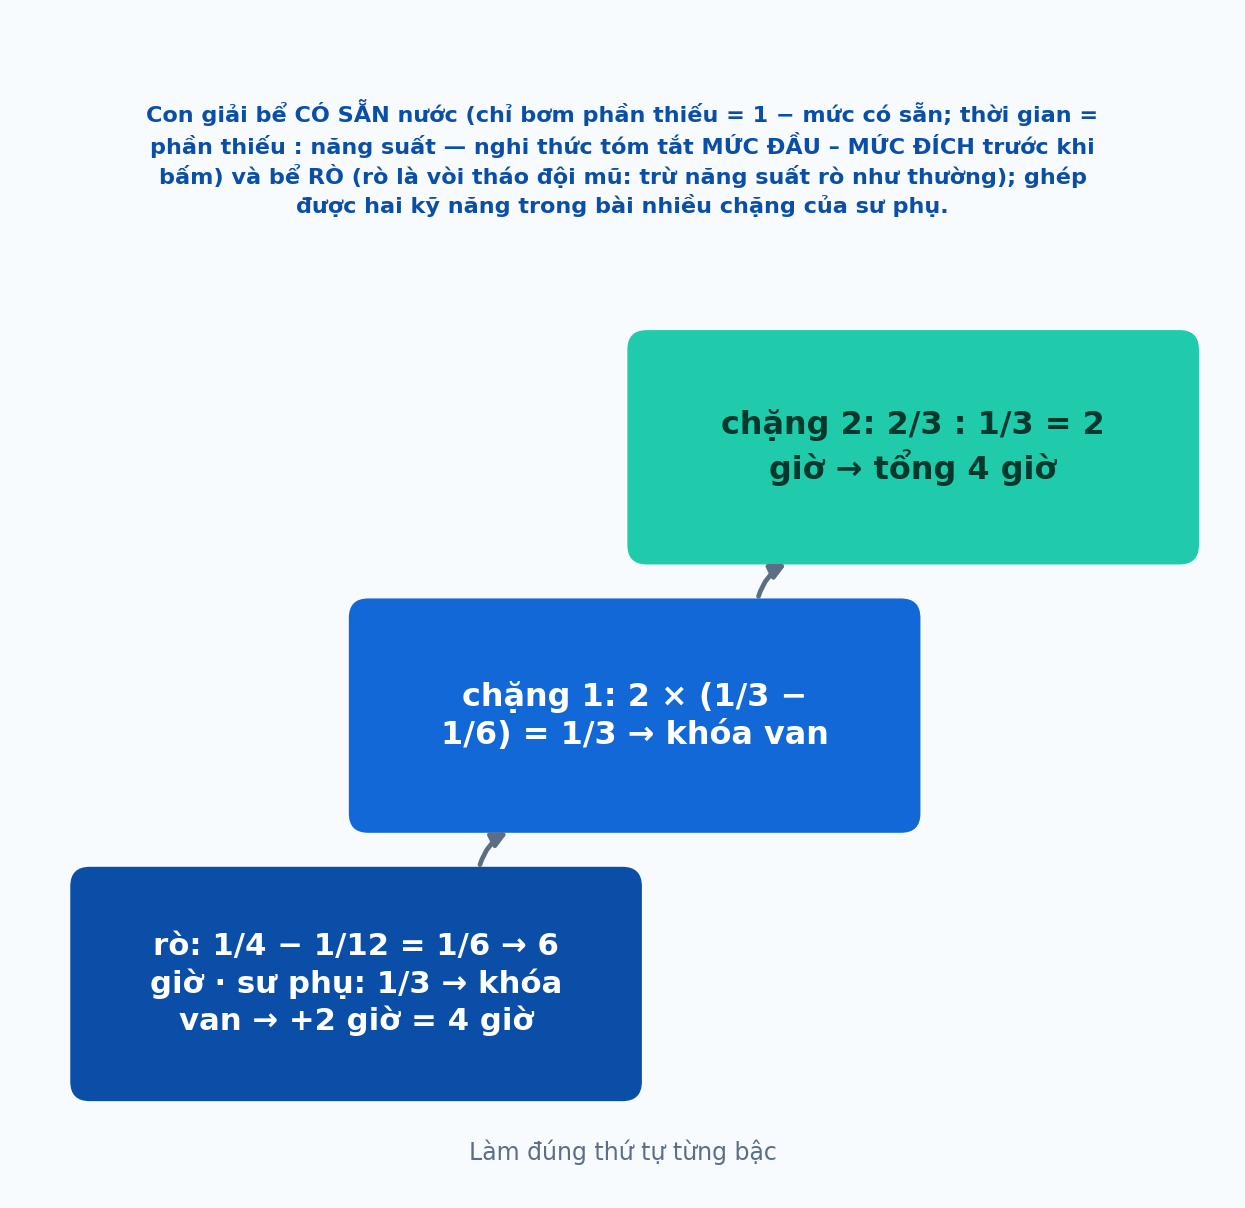 Con giải bể CÓ SẴN nước (chỉ bơm phần thiếu = 1 − mức có sẵn; thời gian =
phần thiếu : năng suất — nghi thức tóm tắt MỨC ĐẦU – MỨC ĐÍCH trước khi
bấm) và bể RÒ (rò là vòi tháo đội mũ: trừ năng suất rò như thường); ghép
được hai kỹ năng trong bài nhiều chặng của sư phụ.
chặng 2: 2/3 : 1/3 = 2
giờ → tổng 4 giờ
chặng 1: 2 × (1/3 −
1/6) = 1/3 → khóa van
rò: 1/4 − 1/12 = 1/6 → 6
giờ · sư phụ: 1/3 → khóa
van → +2 giờ = 4 giờ
Làm đúng thứ tự từng bậc